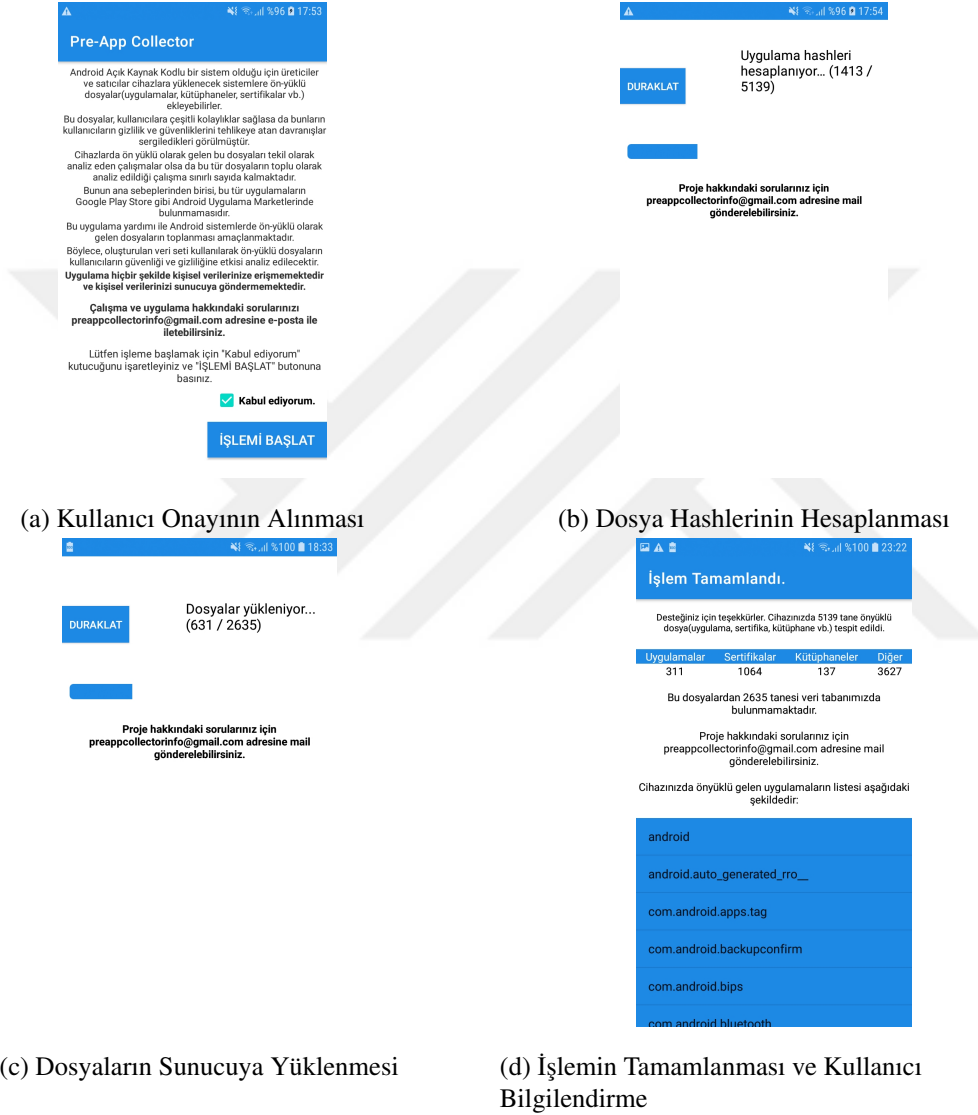 %96 17:53
Pre-App Collector
Android Açık Kaynak Kodlu bir sistem olduğu için üreticiler
ve satıcılar cihazlara yüklenecek sistemlere ön-yüklü
dosyalar(uygulamalar, kütüphaneler, sertifikalar vb.)
ekleyebilirler.
Bu dosyalar, kullanıcılara çeşitli kolaylıklar sağlasa da bunların
kullanıcıların gizlilik ve güvenliklerini tehlikeye atan davranışlar
sergiledikleri görülmüştür.
Cihazlarda ön yüklü olarak gelen bu dosyaları tekil olarak
analiz eden çalışmalar olsa da bu tür dosyaların toplu olarak
analiz edildiği çalışma sınırlı sayıda kalmaktadır.
Bunun ana sebeplerinden birisi, bu tür uygulamaların
Google Play Store gibi Android Uygulama Marketlerinde
bulunmamasıdır.
Bu uygulama yardımı ile Android sistemlerde ön-yüklü olarak
gelen dosyaların toplanması amaçlanmaktadır.
Böylece, oluşturulan veri seti kullanılarak ön-yüklü dosyaların
kullanıcıların güvenliği ve gizliliğine etkisi analiz edilecektir.
Uygulama hiçbir şekilde kişisel verilerinize erişmemektedir
ve kişisel verilerinizi sunucuya göndermemektedir.
Çalışma ve uygulama hakkındaki sorularınızı
preappcollectorinfo@gmail.com adresine e-posta ile
iletebilirsiniz.
Lütfen işleme başlamak için "Kabul ediyorum"
kutucuğunu işaretleyiniz ve "İŞLEMİ BAŞLAT" butonuna
basınız.
Kabul ediyorum.
İŞLEMİ BAŞLAT
(a) Kullanıcı Onayının Alınması
%96 17:54
DURAKLAT
Uygulama hashleri
hesaplanıyor... (1413 /
5139)
Proje hakkındaki sorularınız için
preappcollectorinfo@gmail.com adresine mail
gönderelebilirsiniz.
(b) Dosya Hashlerinin Hesaplanması
%100 18:33
DURAKLAT
Dosyalar yükleniyor...
(631 / 2635)
Proje hakkındaki sorularınız için
preappcollectorinfo@gmail.com adresine mail
gönderelebilirsiniz.
(c) Dosyaların Sunucuya Yüklenmesi
%100 23:22
İşlem Tamamlandı.
Desteğiniz için teşekkürler. Cihazınızda 5139 tane önyüklü
dosya(uygulama, sertifika, kütüphane vb.) tespit edildi.
Uygulamalar Sertifikalar Kütüphaneler Diğer
311 1064 137 3627
Bu dosyalardan 2635 tanesi veri tabanımızda
bulunmamaktadır.
Proje hakkındaki sorularınız için
preappcollectorinfo@gmail.com adresine mail
gönderelebilirsiniz.
Cihazınızda önyüklü gelen uygulamaların listesi aşağıdaki
şekildedir:
android
android.auto_generated_rro__
com.android.apps.tag
com.android.backupconfirm
com.android.bips
com.android.bluetooth
(d) İşlemin Tamamlanması ve Kullanıcı
Bilgilendirme